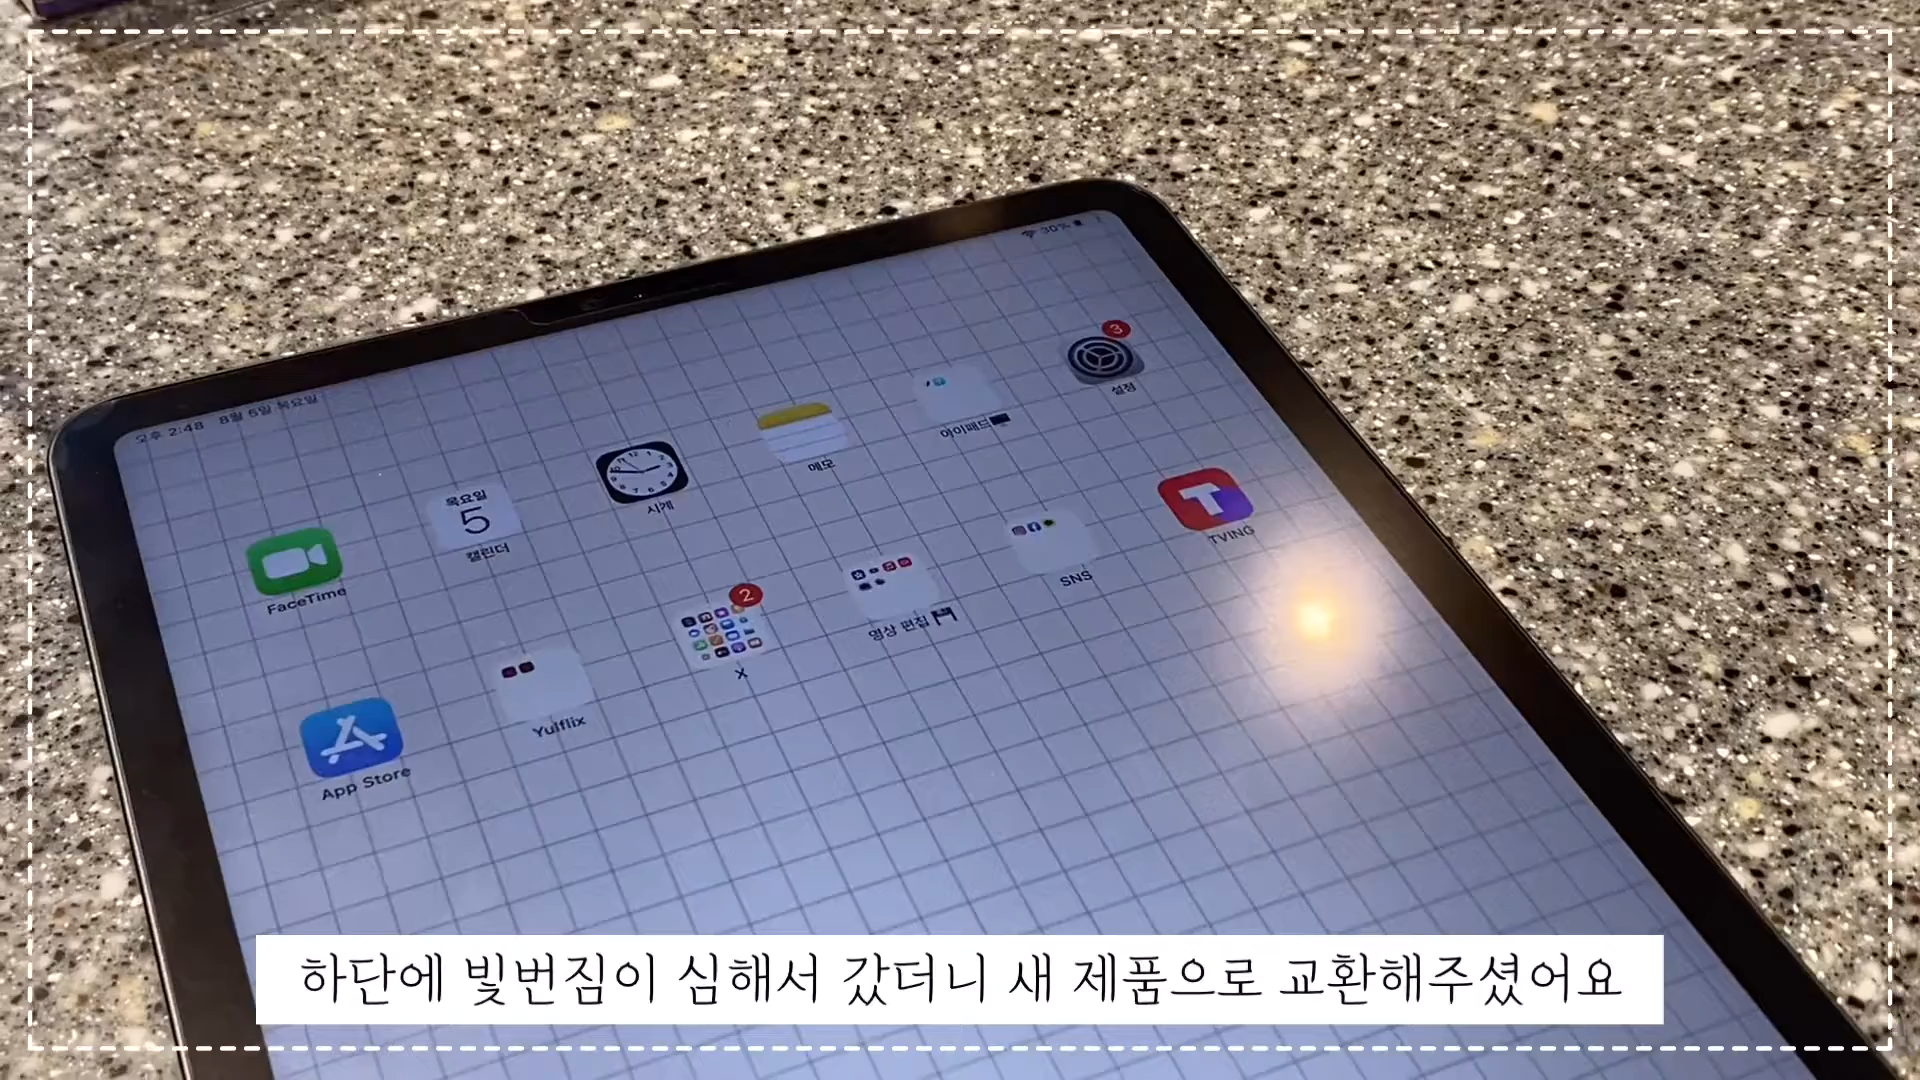 오후 2:48 8월 5일 목요일
30%
3
설정
아이패드
메모
시계
목요일
5
캘린더
FaceTime
TVING
SNS
영상 편집
2
X
Yulflix
App Store
하단에 빛번짐이 심해서 갔더니 새 제품으로 교환해주셨어요